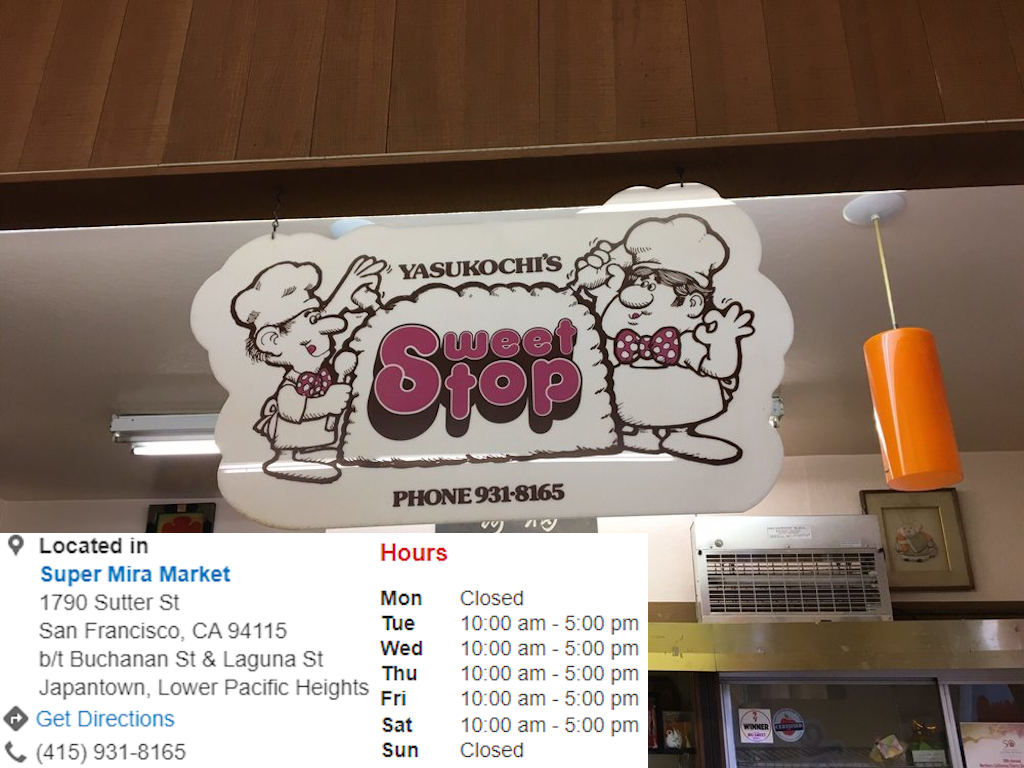 YASUKOCHI'S
Sweet
Stop
PHONE 931-8165
Located in
Super Mira Market
1790 Sutter St
San Francisco, CA 94115
b/t Buchanan St & Laguna St
Japantown, Lower Pacific Heights
Get Directions
(415) 931-8165
Hours
Mon Closed
Tue 10:00 am - 5:00 pm
Wed 10:00 am - 5:00 pm
Thu 10:00 am - 5:00 pm
Fri 10:00 am - 5:00 pm
Sat 10:00 am - 5:00 pm
Sun Closed
WINNER